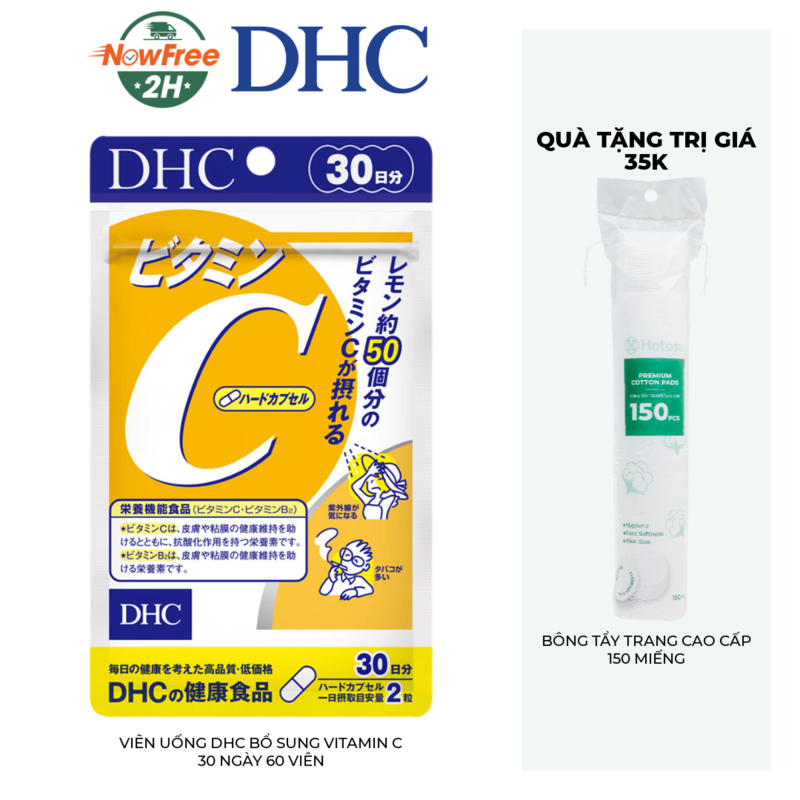 NowFree
2H
DHC
DHC
30日分
ビタミン
C
レモン約50個分の
ビタミンCが摂れる
ハードカプセル
紫外線が
気になる
栄養機能食品(ビタミンC・ビタミンB2)
★ビタミンCは、皮膚や粘膜の健康維持を助
けるとともに、抗酸化作用を持つ栄養素です。
★ビタミンB2は、皮膚や粘膜の健康維持を助
ける栄養素です。
タバコが
多い
DHC
毎日の健康を考えた高品質・低価格
DHCの健康食品
30日分
ハードカプセル
一日摂取目安量2粒
VIÊN UỐNG DHC BỔ SUNG VITAMIN C
30 NGÀY 60 VIÊN
QUÀ TẶNG TRỊ GIÁ
35K
Hotosu
PREMIUM
COTTON PADS
BÔNG TẨY TRANG CAO CẤP
150PCS
Pure Softness
150
BÔNG TẨY TRANG CAO CẤP
150 MIẾNG